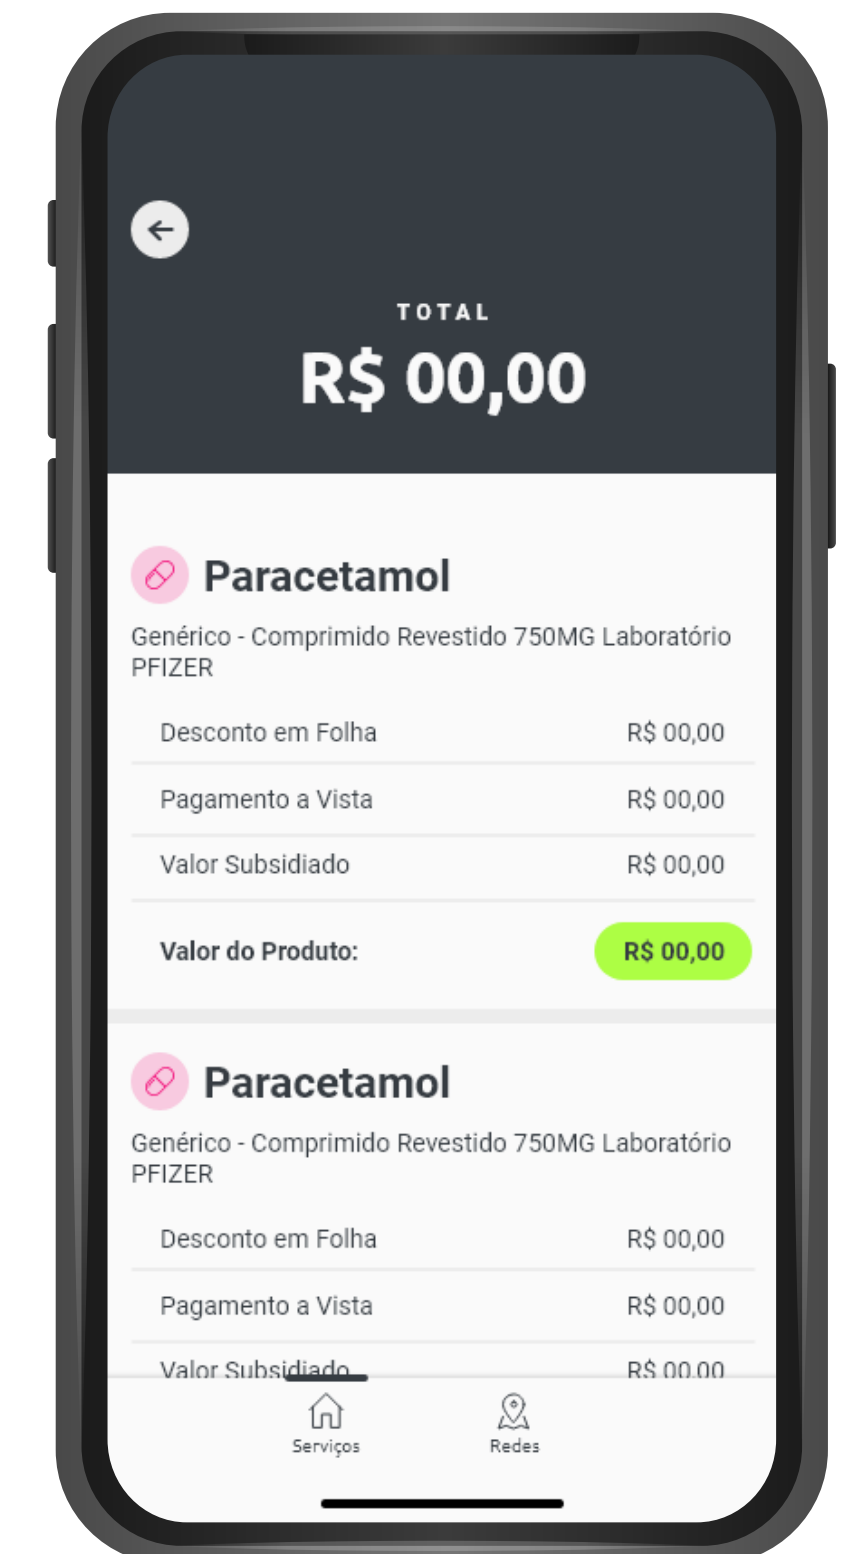 TOTAL
R$ 00,00
Paracetamol
Genérico - Comprimido Revestido 750MG Laboratório
PFIZER
Desconto em Folha R$ 00,00
Pagamento a Vista R$ 00,00
Valor Subsidiado R$ 00,00
Valor do Produto: R$ 00,00
Paracetamol
Genérico - Comprimido Revestido 750MG Laboratório
PFIZER
Desconto em Folha R$ 00,00
Pagamento a Vista R$ 00,00
Valor Subsidiado R$ 00,00
Serviços Redes